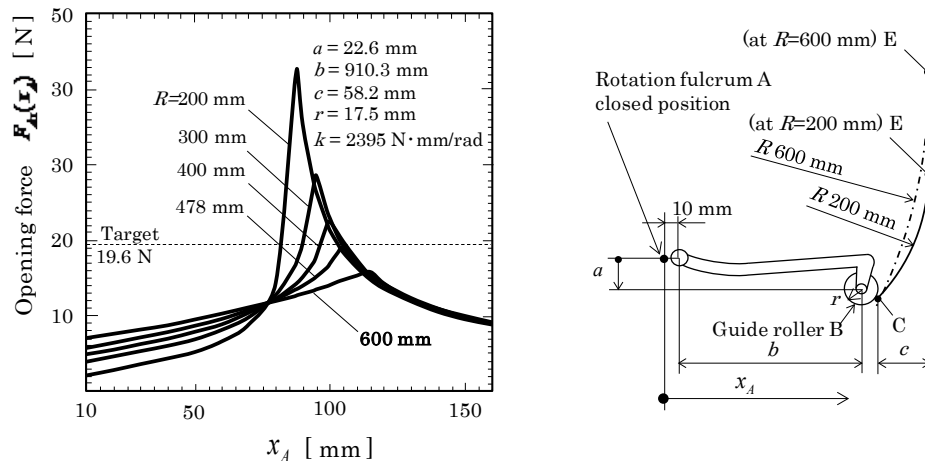 50
30
30
20
10
Opening force [ N ]
a = 22.6 mm
b = 910.3 mm
c = 58.2 mm
r = 17.5 mm
k = 2395 N·mm/rad
R=200 mm
300 mm
400 mm
478 mm
Target
19.6 N
600 mm
10 50 100 150
x_A [ mm ]
(at R=600 mm) E
Rotation fulcrum A
closed position
(at R=200 mm) E
R 600 mm
R 200 mm
10 mm
a
r
Guide roller B
C
b
c
x_A